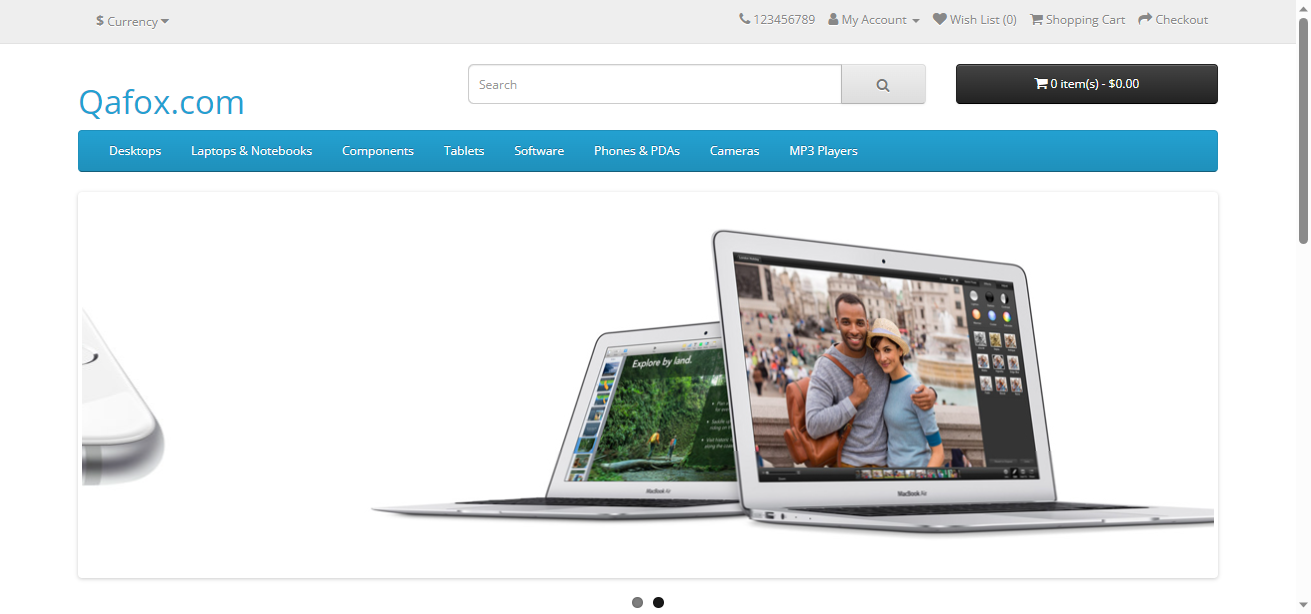 $ Currency
123456789 My Account Wish List (0) Shopping Cart Checkout
Qafox.com
Search
0 item(s) - $0.00
Desktops Laptops & Notebooks Components Tablets Software Phones & PDAs Cameras MP3 Players
Explore by land.
MacBook Air
MacBook Air